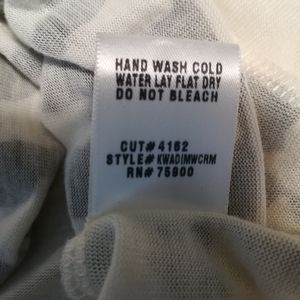 HAND WASH COLD
WATER LAY FLAT DRY
DO NOT BLEACH
CUT# 4162
STYLE# KWADIMWCRM
RN# 75900